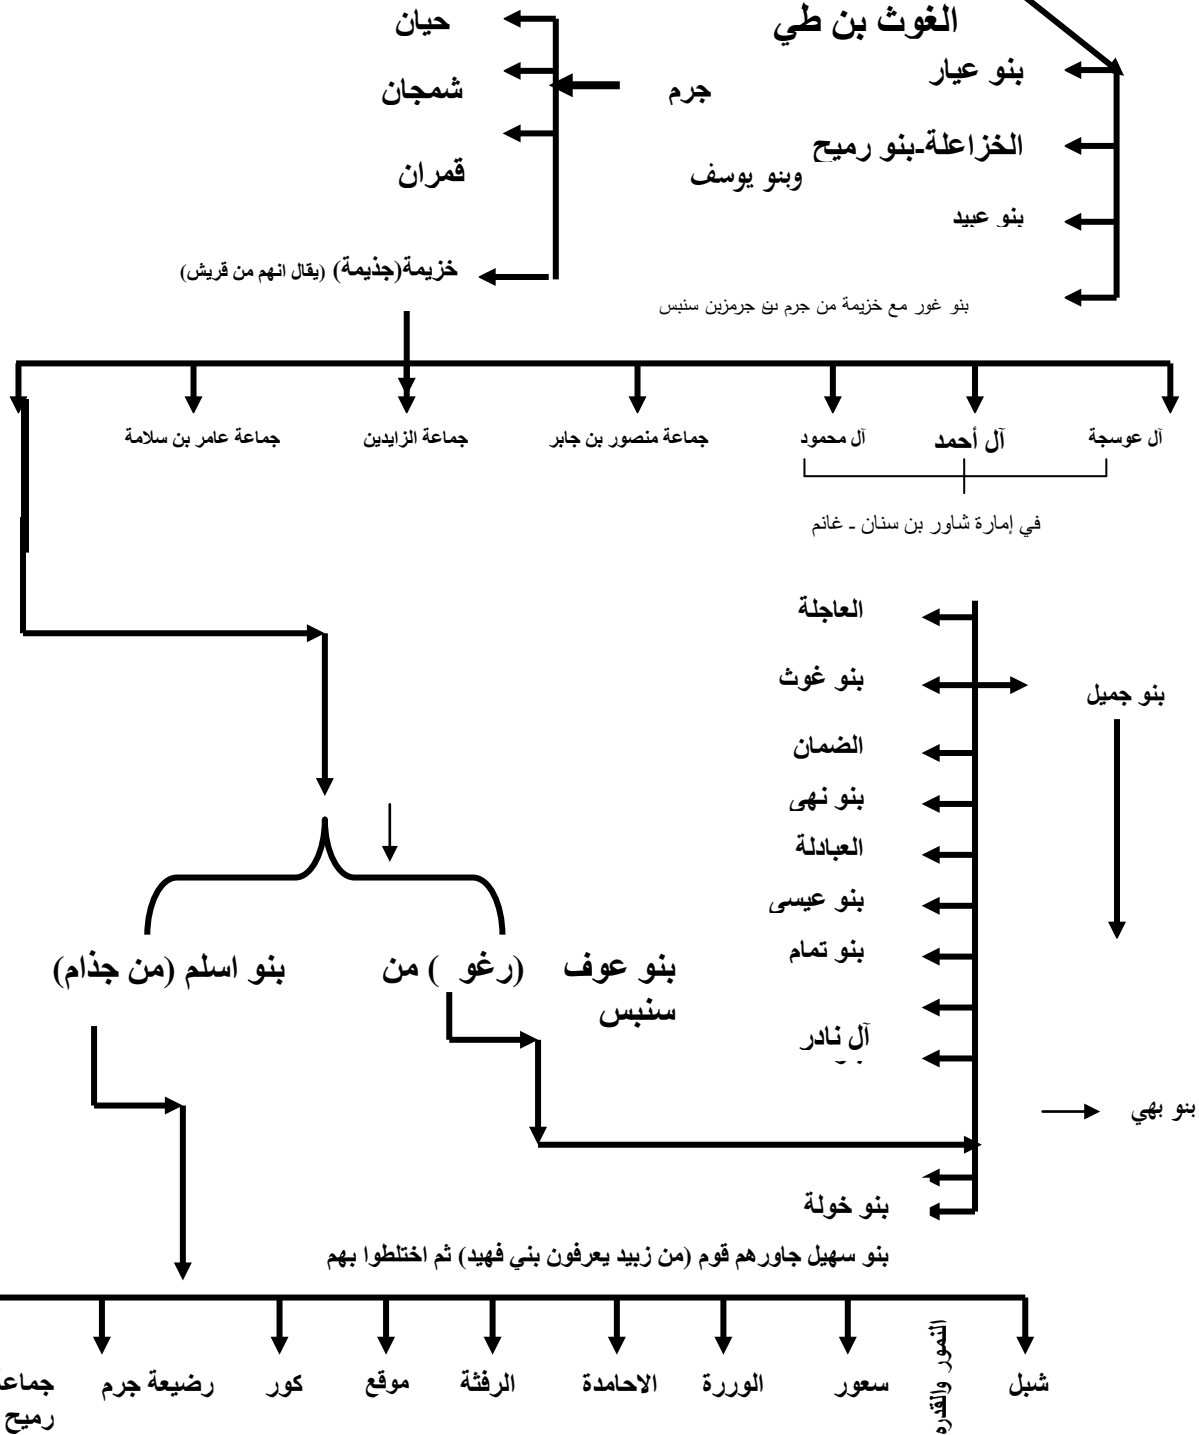 الغوث بن طي
حيان
بنو عيار
جرم
شمجان
الخزاعلة-بنو رميح
وبنو يوسف
قمران
بنو عبيد
خزيمة(جذيمة) (يقال انهم من قريش)
بنو غور مع خزيمة من جرم بن جرمزبن سنبس
آل عوسجة
آل أحمد
آل محمود
جماعة منصور بن جابر
جماعة الزايدين
جماعة عامر بن سلامة
في إمارة شاور بن سنان - غانم
العاجلة
بنو غوث
بنو جميل
الضمان
بنو نهى
العبادلة
بنو عيسى
بنو تمام
بنو عوف (رغو ) من
سنبس
بنو اسلم (من جذام)
آل نادر
بنو بهي
بنو خولة
بنو سهيل جاورهم قوم (من زبيد يعرفون بني فهيد) ثم اختلطوا بهم
شبل
النمور والقدره
سعور
الوررة
الاحامدة
الرفثة
موقع
كور
رضيعة جرم
رميح